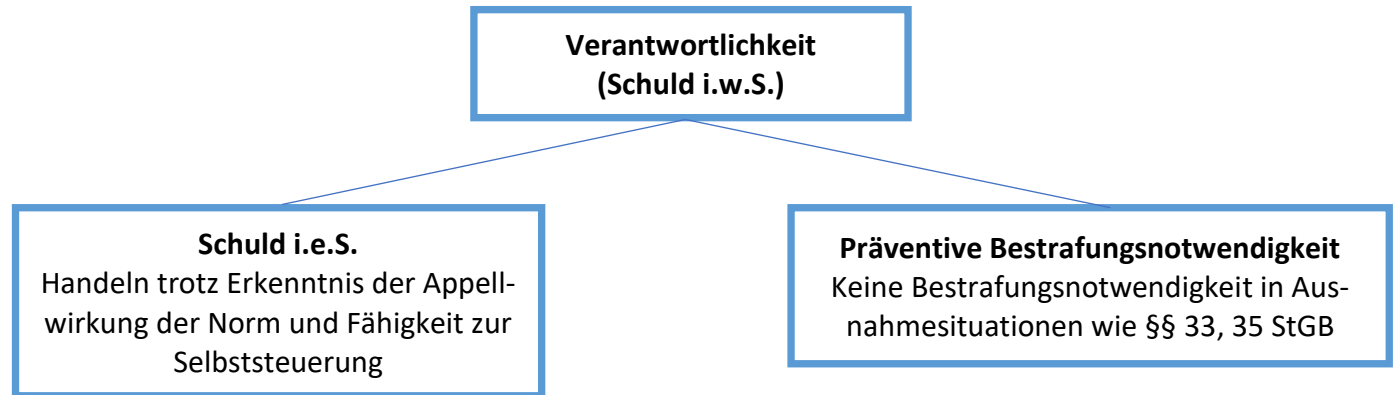 Verantwortlichkeit
(Schuld i.w.S.)
Schuld i.e.S.
Handeln trotz Erkenntnis der Appell-
wirkung der Norm und Fähigkeit zur
Selbststeuerung
Präventive Bestrafungsnotwendigkeit
Keine Bestrafungsnotwendigkeit in Aus-
nahmesituationen wie §§ 33, 35 StGB